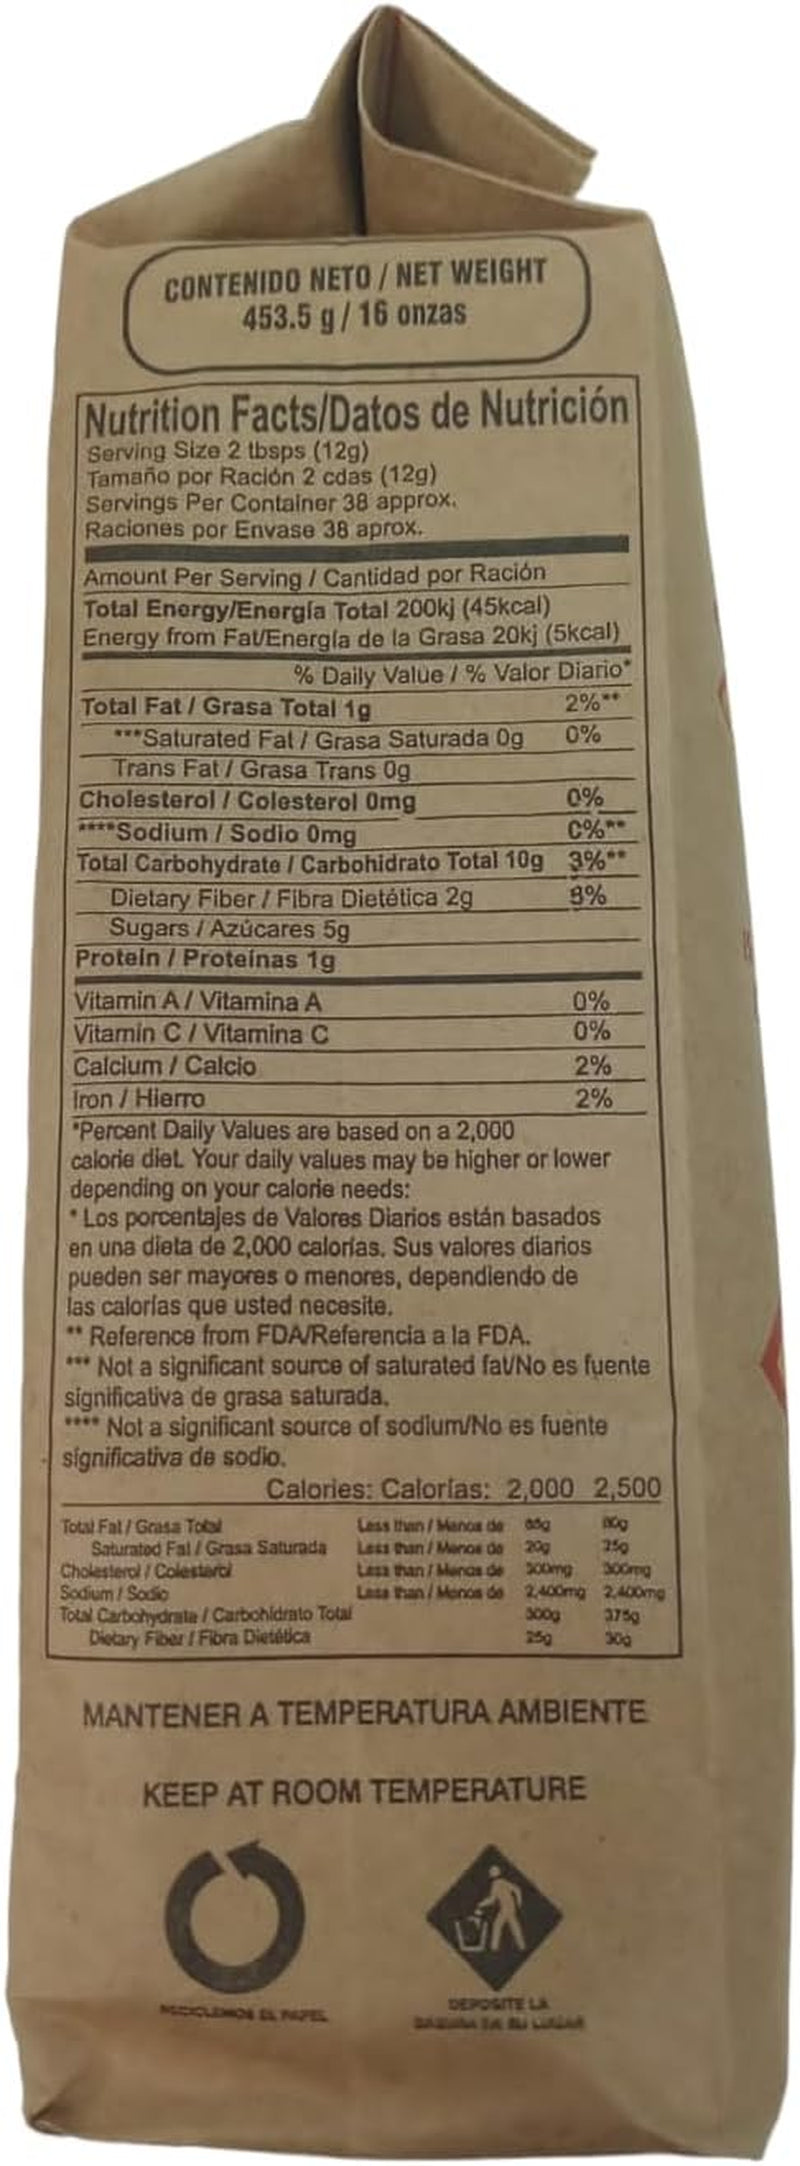 CONTENIDO NETO / NET WEIGHT
453.5 g / 16 onzas
Nutrition Facts/Datos de Nutrición
Serving Size 2 tbsps (12g)
Tamaño por Ración 2 cdas (12g)
Servings Per Container 38 approx.
Raciones por Envase 38 aprox.
Amount Per Serving / Cantidad por Ración
Total Energy/Energía Total 200kj (45kcal)
Energy from Fat/Energía de la Grasa 20kj (5kcal)
% Daily Value / % Valor Diario*
Total Fat / Grasa Total 1g 2%**
***Saturated Fat / Grasa Saturada 0g 0%
Trans Fat / Grasa Trans 0g
Cholesterol / Colesterol 0mg 0%
****Sodium / Sodio 0mg 0%**
Total Carbohydrate / Carbohidrato Total 10g 3%**
Dietary Fiber / Fibra Dietética 2g 8%
Sugars / Azúcares 5g
Protein / Proteínas 1g
Vitamin A / Vitamina A 0%
Vitamin C / Vitamina C 0%
Calcium / Calcio 2%
Iron / Hierro 2%
*Percent Daily Values are based on a 2,000
calorie diet. Your daily values may be higher or lower
depending on your calorie needs:
* Los porcentajes de Valores Diarios están basados
en una dieta de 2,000 calorías. Sus valores diarios
pueden ser mayores o menores, dependiendo de
las calorías que usted necesite.
** Reference from FDA/Referencia a la FDA.
*** Not a significant source of saturated fat/No es fuente
significativa de grasa saturada.
**** Not a significant source of sodium/No es fuente
significativa de sodio.
Calories: Calorías: 2,000 2,500
Total Fat / Grasa Total Less than / Menos de 65g 80g
Saturated Fat / Grasa Saturada Less than / Menos de 20g 25g
Cholesterol / Colesterol Less than / Menos de 300mg 300mg
Sodium / Sodio Less than / Menos de 2,400mg 2,400mg
Total Carbohydrate / Carbohidrato Total 300g 375g
Dietary Fiber / Fibra Dietética 25g 30g
MANTENER A TEMPERATURA AMBIENTE
KEEP AT ROOM TEMPERATURE
RECICLEMOS EL PAPEL
DEPOSITE LA
BASURA EN SU LUGAR